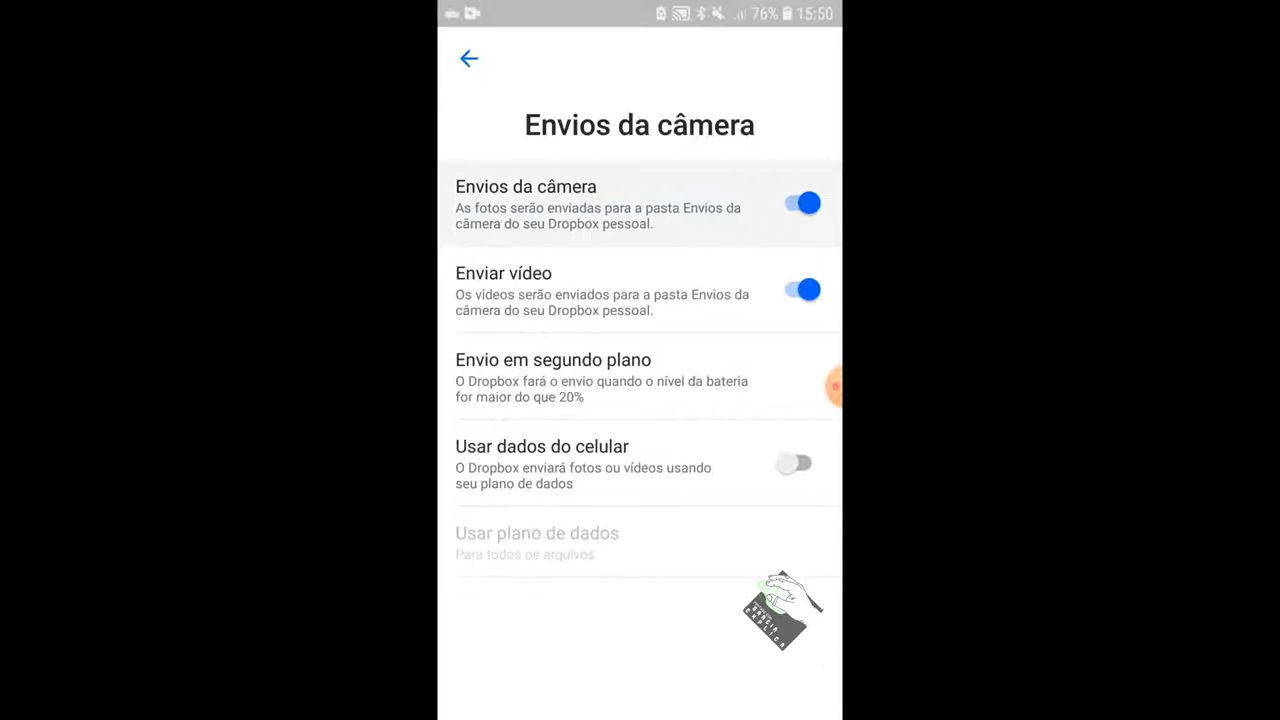 76% 15:50
Envios da câmera
Envios da câmera
As fotos serão enviadas para a pasta Envios da
câmera do seu Dropbox pessoal.
Enviar vídeo
Os vídeos serão enviados para a pasta Envios da
câmera do seu Dropbox pessoal.
Envio em segundo plano
O Dropbox fará o envio quando o nível da bateria
for maior do que 20%
Usar dados do celular
O Dropbox enviará fotos ou vídeos usando
seu plano de dados
Usar plano de dados
Para todos os arquivos
GARCIA
EXPLICA